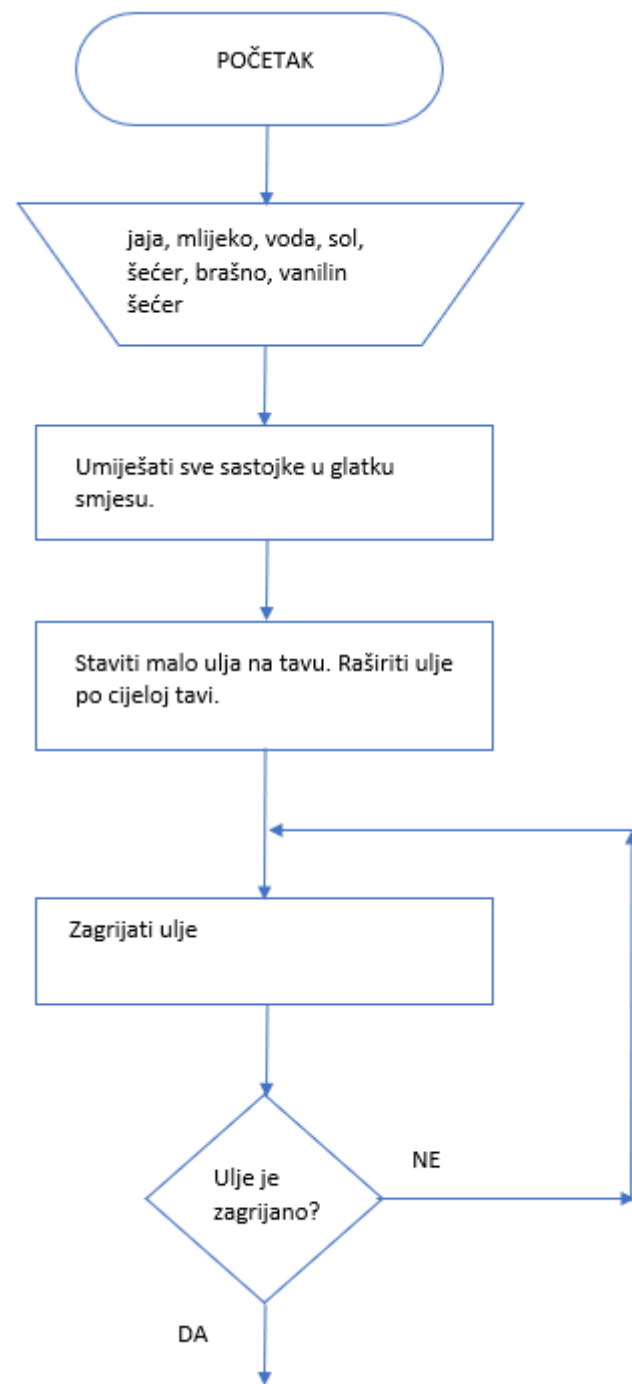 POČETAK
jaja, mlijeko, voda, sol,
šećer, brašno, vanilin
šećer
Umiješati sve sastojke u glatku
smjesu.
Staviti malo ulja na tavu. Raširiti ulje
po cijeloj tavi.
Zagrijati ulje
Ulje je
zagrijano?
NE
DA